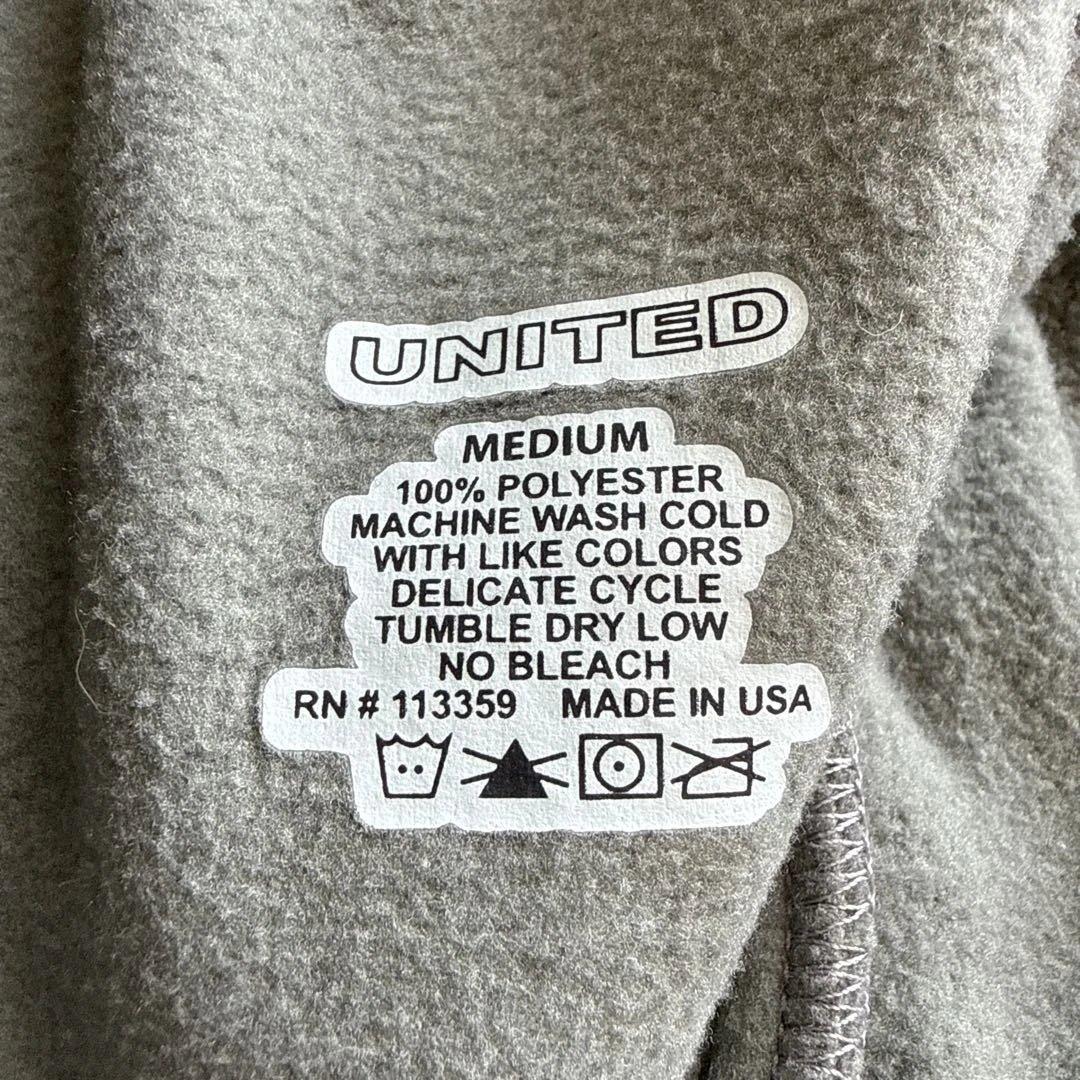 UNITED
MEDIUM
100% POLYESTER
MACHINE WASH COLD
WITH LIKE COLORS
DELICATE CYCLE
TUMBLE DRY LOW
NO BLEACH
RN # 113359 MADE IN USA